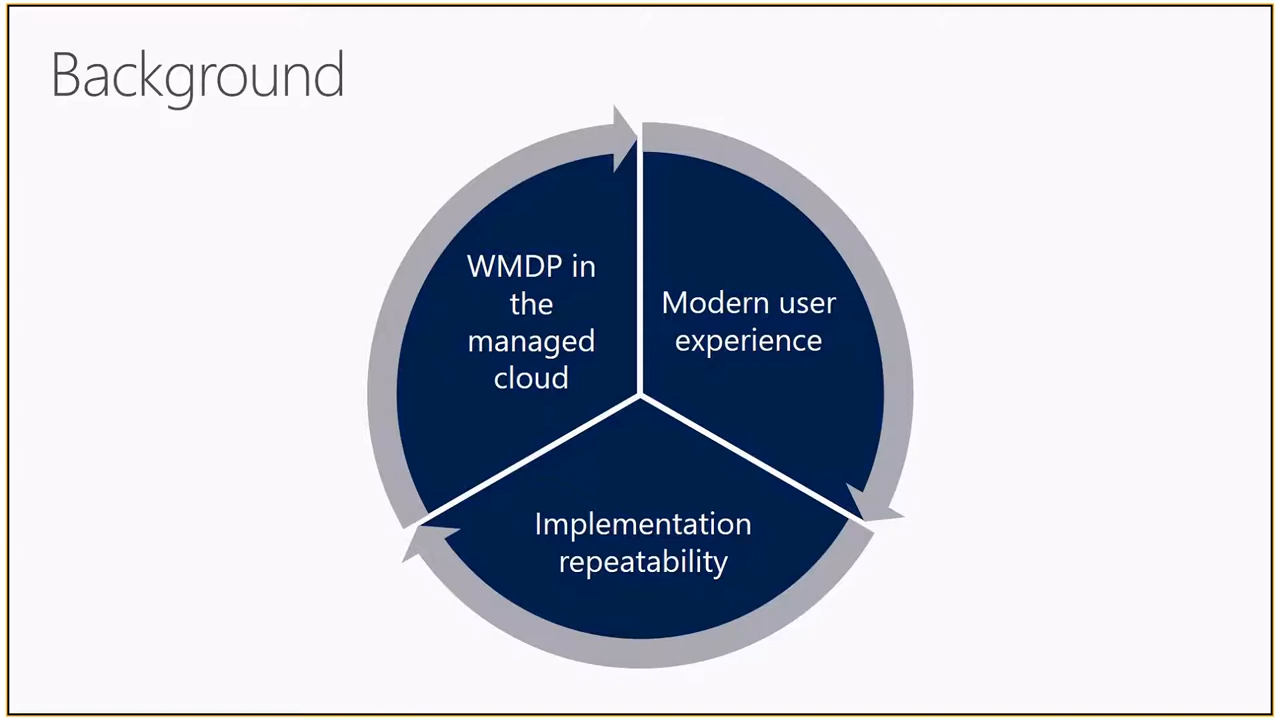 Background
WMDP in
the
managed
cloud
Modern user
experience
Implementation
repeatability